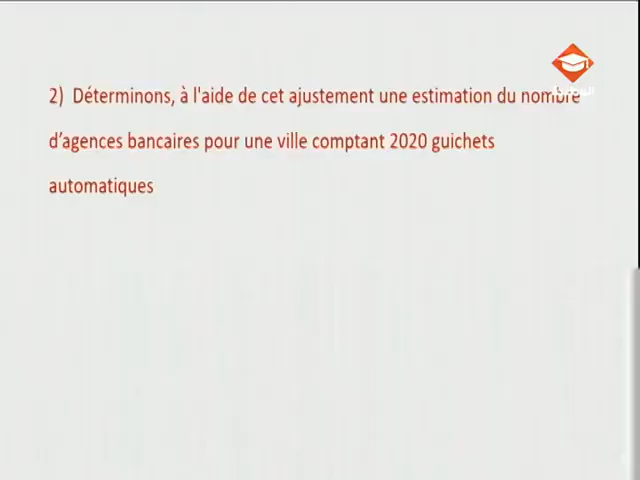 2) Déterminons, à l'aide de cet ajustement une estimation du nombre
d’agences bancaires pour une ville comptant 2020 guichets
automatiques